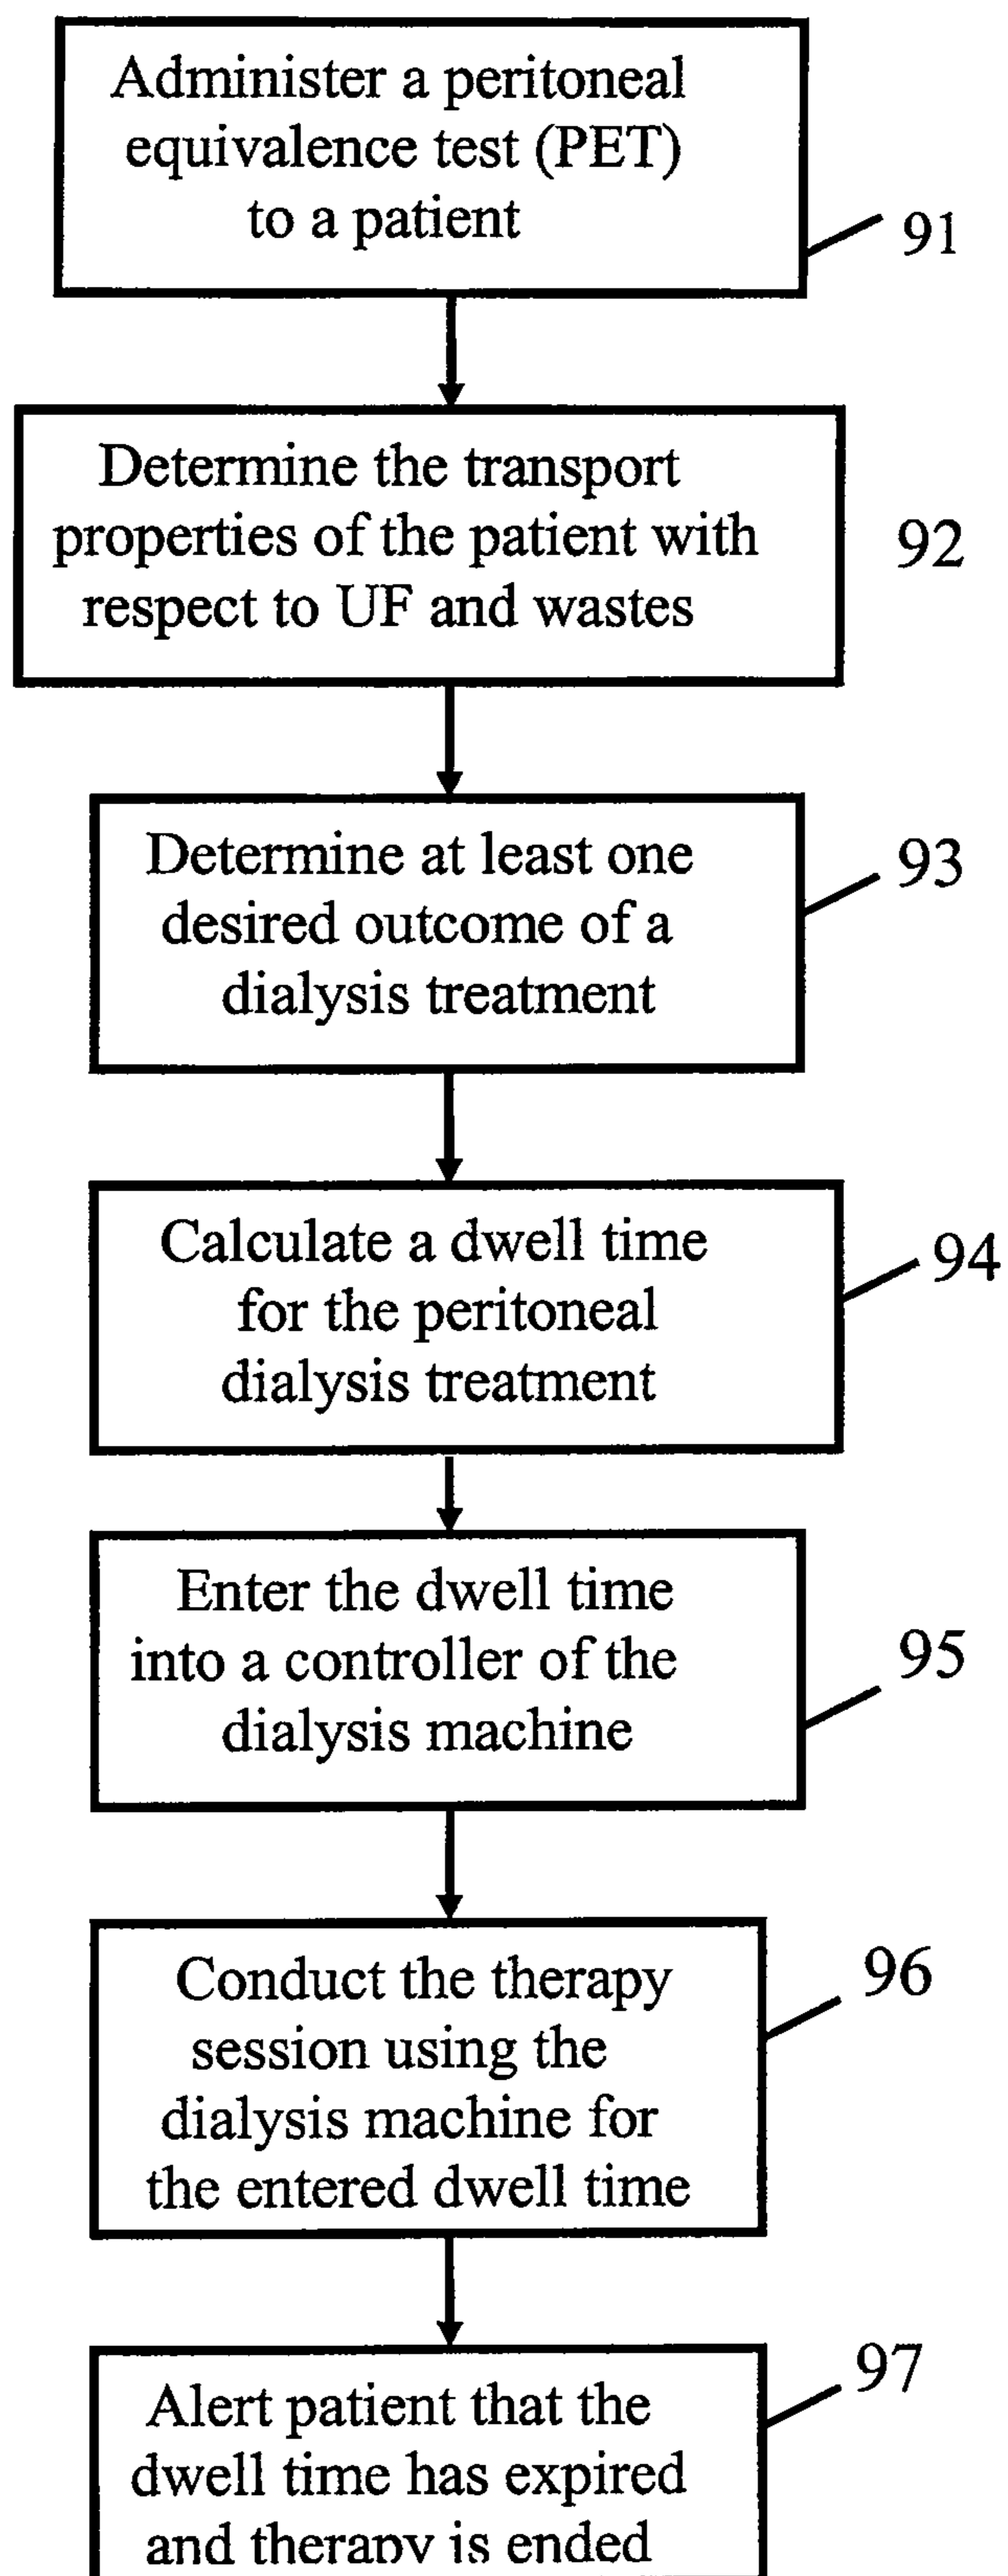 Administer a peritoneal
equivalence test (PET)
to a patient
91
Determine the transport
properties of the patient with
respect to UF and wastes
92
Determine at least one
desired outcome of a
dialysis treatment
93
Calculate a dwell time
for the peritoneal
dialysis treatment
94
Enter the dwell time
into a controller of the
dialysis machine
95
Conduct the therapy
session using the
dialysis machine for
the entered dwell time
96
Alert patient that the
dwell time has expired
and therapy is ended
97